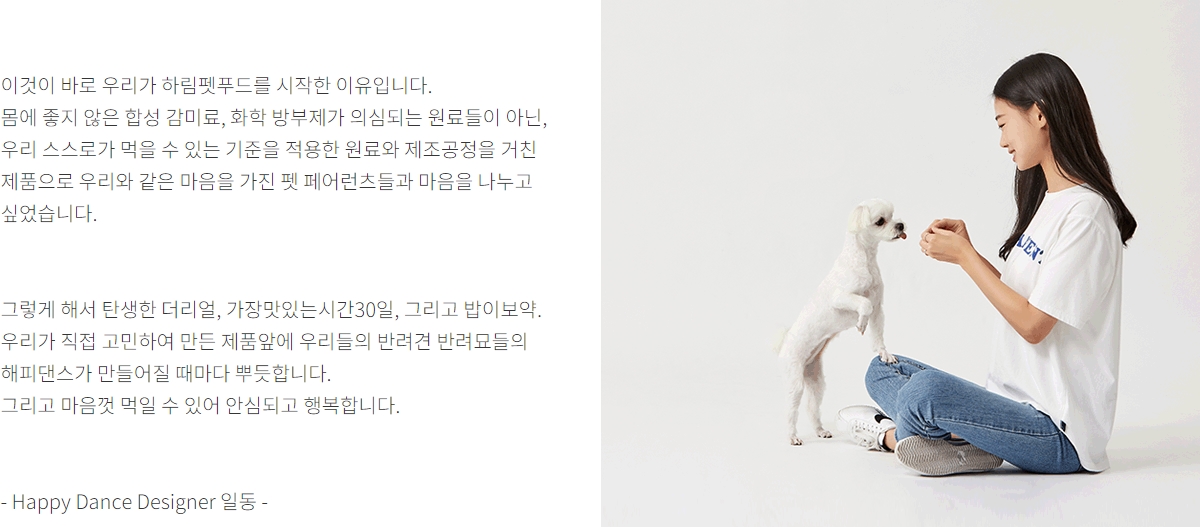 이것이 바로 우리가 하림펫푸드를 시작한 이유입니다.
몸에 좋지 않은 합성 감미료, 화학 방부제가 의심되는 원료들이 아닌,
우리 스스로가 먹을 수 있는 기준을 적용한 원료와 제조공정을 거친
제품으로 우리와 같은 마음을 가진 펫 페어런츠들과 마음을 나누고
싶었습니다.
그렇게 해서 탄생한 더리얼, 가장맛있는시간30일, 그리고 밥이보약.
우리가 직접 고민하여 만든 제품앞에 우리들의 반려견 반려묘들의
해피댄스가 만들어질 때마다 뿌듯합니다.
그리고 마음껏 먹일 수 있어 안심되고 행복합니다.
- Happy Dance Designer 일동 -